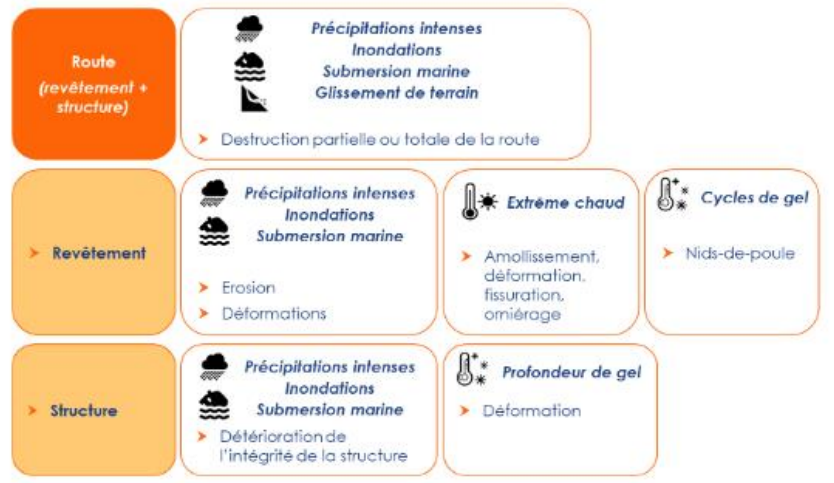 Route
(revêtement +
structure)
Précipitations intenses
Inondations
Submersion marine
Glissement de terrain
➤ Destruction partielle ou totale de la route
➤ Revêtement
Précipitations intenses
Inondations
Submersion marine
➤ Erosion
➤ Déformations
Extrême chaud
➤ Amollissement,
déformation,
fissuration,
orniérage
Cycles de gel
➤ Nids-de-poule
➤ Structure
Précipitations intenses
Inondations
Submersion marine
➤ Détérioration de
l'intégrité de la structure
Profondeur de gel
➤ Déformation